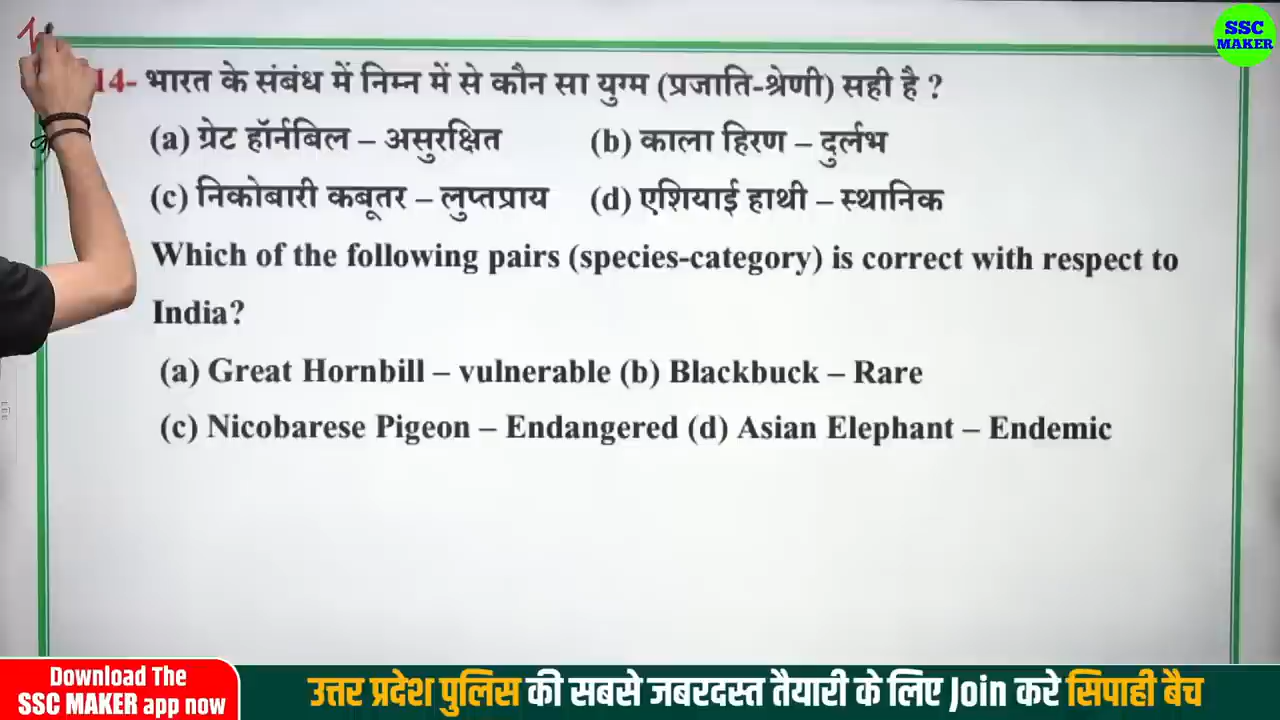 SSC
MAKER
14- भारत के संबंध में निम्न में से कौन सा युग्म (प्रजाति-श्रेणी) सही है ?
(a) ग्रेट हॉर्नबिल – असुरक्षित (b) काला हिरण – दुर्लभ
(c) निकोबारी कबूतर – लुप्तप्राय (d) एशियाई हाथी – स्थानिक
Which of the following pairs (species-category) is correct with respect to
India?
(a) Great Hornbill – vulnerable (b) Blackbuck – Rare
(c) Nicobarese Pigeon – Endangered (d) Asian Elephant – Endemic
Download The
SSC MAKER app now
उत्तर प्रदेश पुलिस की सबसे जबरदस्त तैयारी के लिए Join करे सिपाही बैच